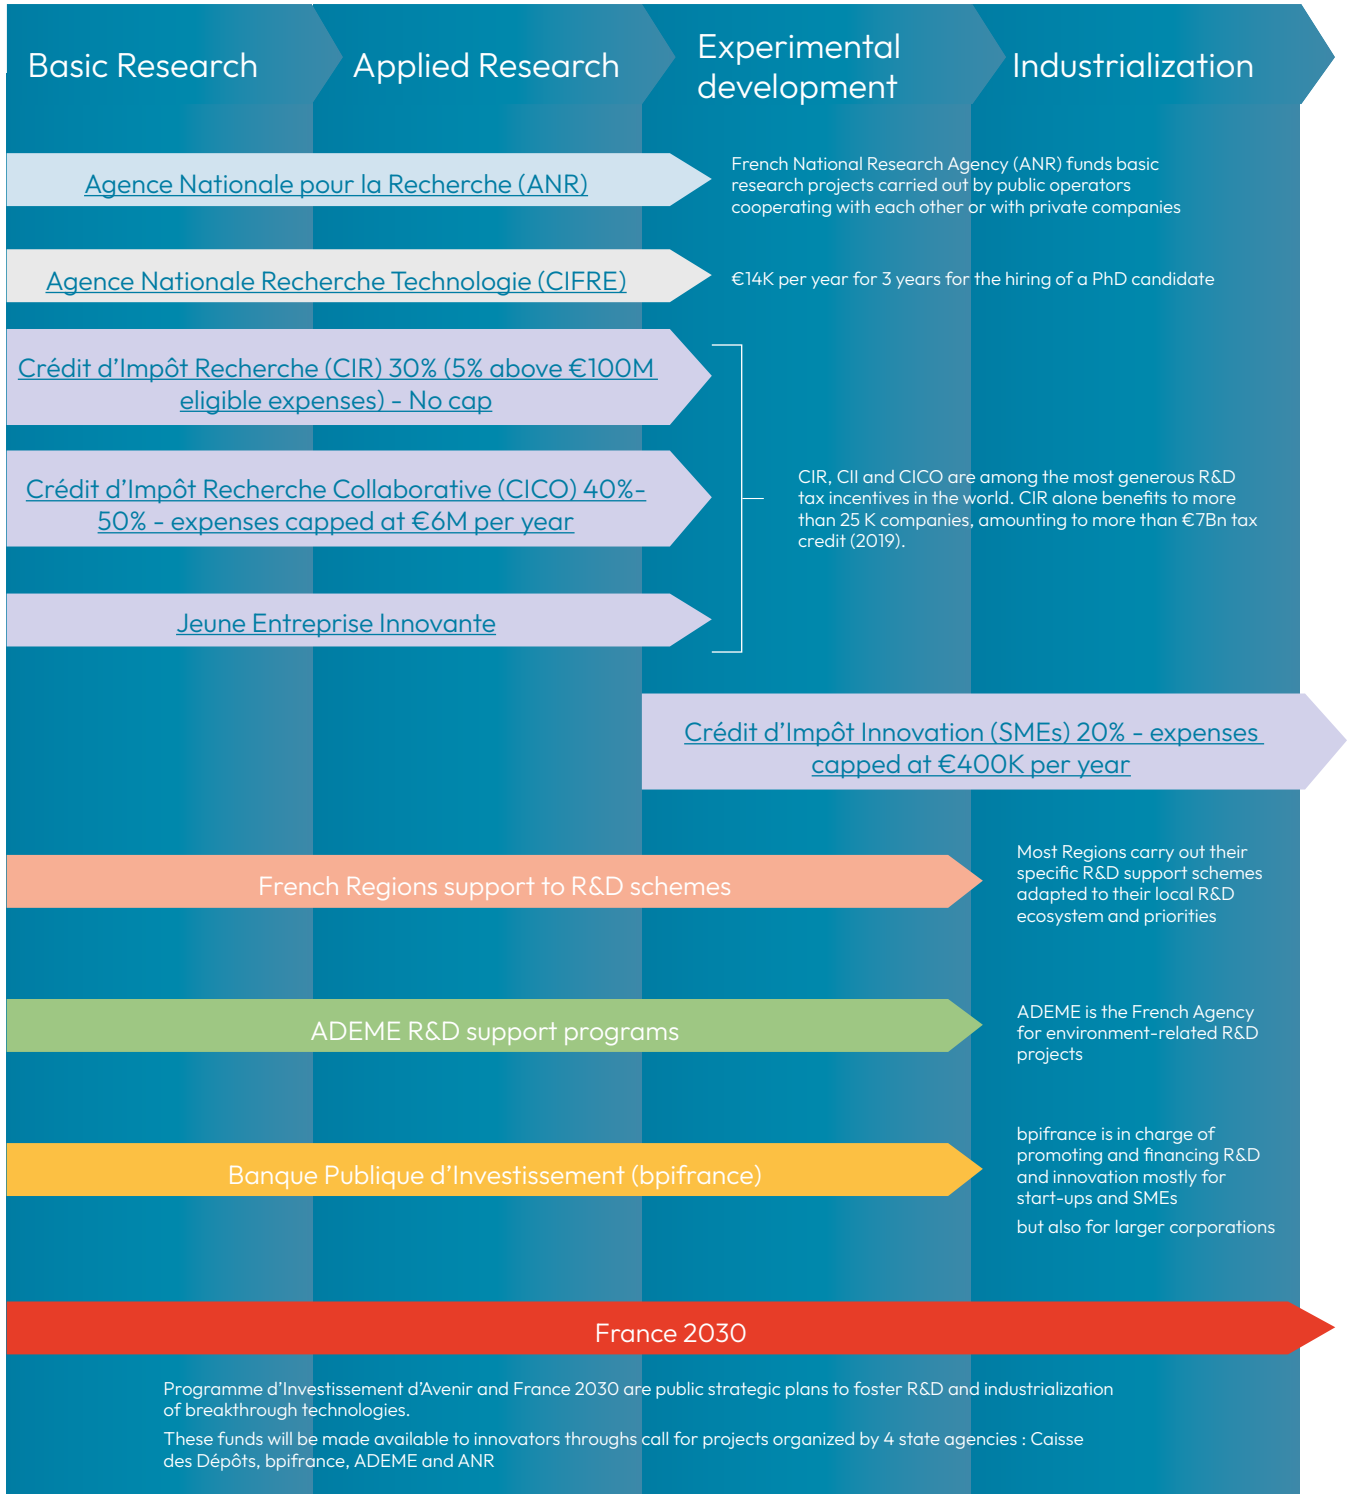 Basic Research
Applied Research
Experimental
development
Industrialization
Agence Nationale pour la Recherche (ANR)
French National Research Agency (ANR) funds basic
research projects carried out by public operators
cooperating with each other or with private companies
Agence Nationale Recherche Technologie (CIFRE)
€14K per year for 3 years for the hiring of a PhD candidate
Crédit d’Impôt Recherche (CIR) 30% (5% above €100M
eligible expenses) - No cap
Crédit d’Impôt Recherche Collaborative (CICO) 40%-
50% - expenses capped at €6M per year
CIR, CII and CICO are among the most generous R&D
tax incentives in the world. CIR alone benefits to more
than 25 K companies, amounting to more than €7Bn tax
credit (2019).
Jeune Entreprise Innovante
Crédit d’Impôt Innovation (SMEs) 20% - expenses
capped at €400K per year
French Regions support to R&D schemes
Most Regions carry out their
specific R&D support schemes
adapted to their local R&D
ecosystem and priorities
ADEME R&D support programs
ADEME is the French Agency
for environment-related R&D
projects
Banque Publique d’Investissement (bpifrance)
bpifrance is in charge of
promoting and financing R&D
and innovation mostly for
start-ups and SMEs
but also for larger corporations
France 2030
Programme d’Investissement d’Avenir and France 2030 are public strategic plans to foster R&D and industrialization
of breakthrough technologies.
These funds will be made available to innovators throughs call for projects organized by 4 state agencies : Caisse
des Dépôts, bpifrance, ADEME and ANR